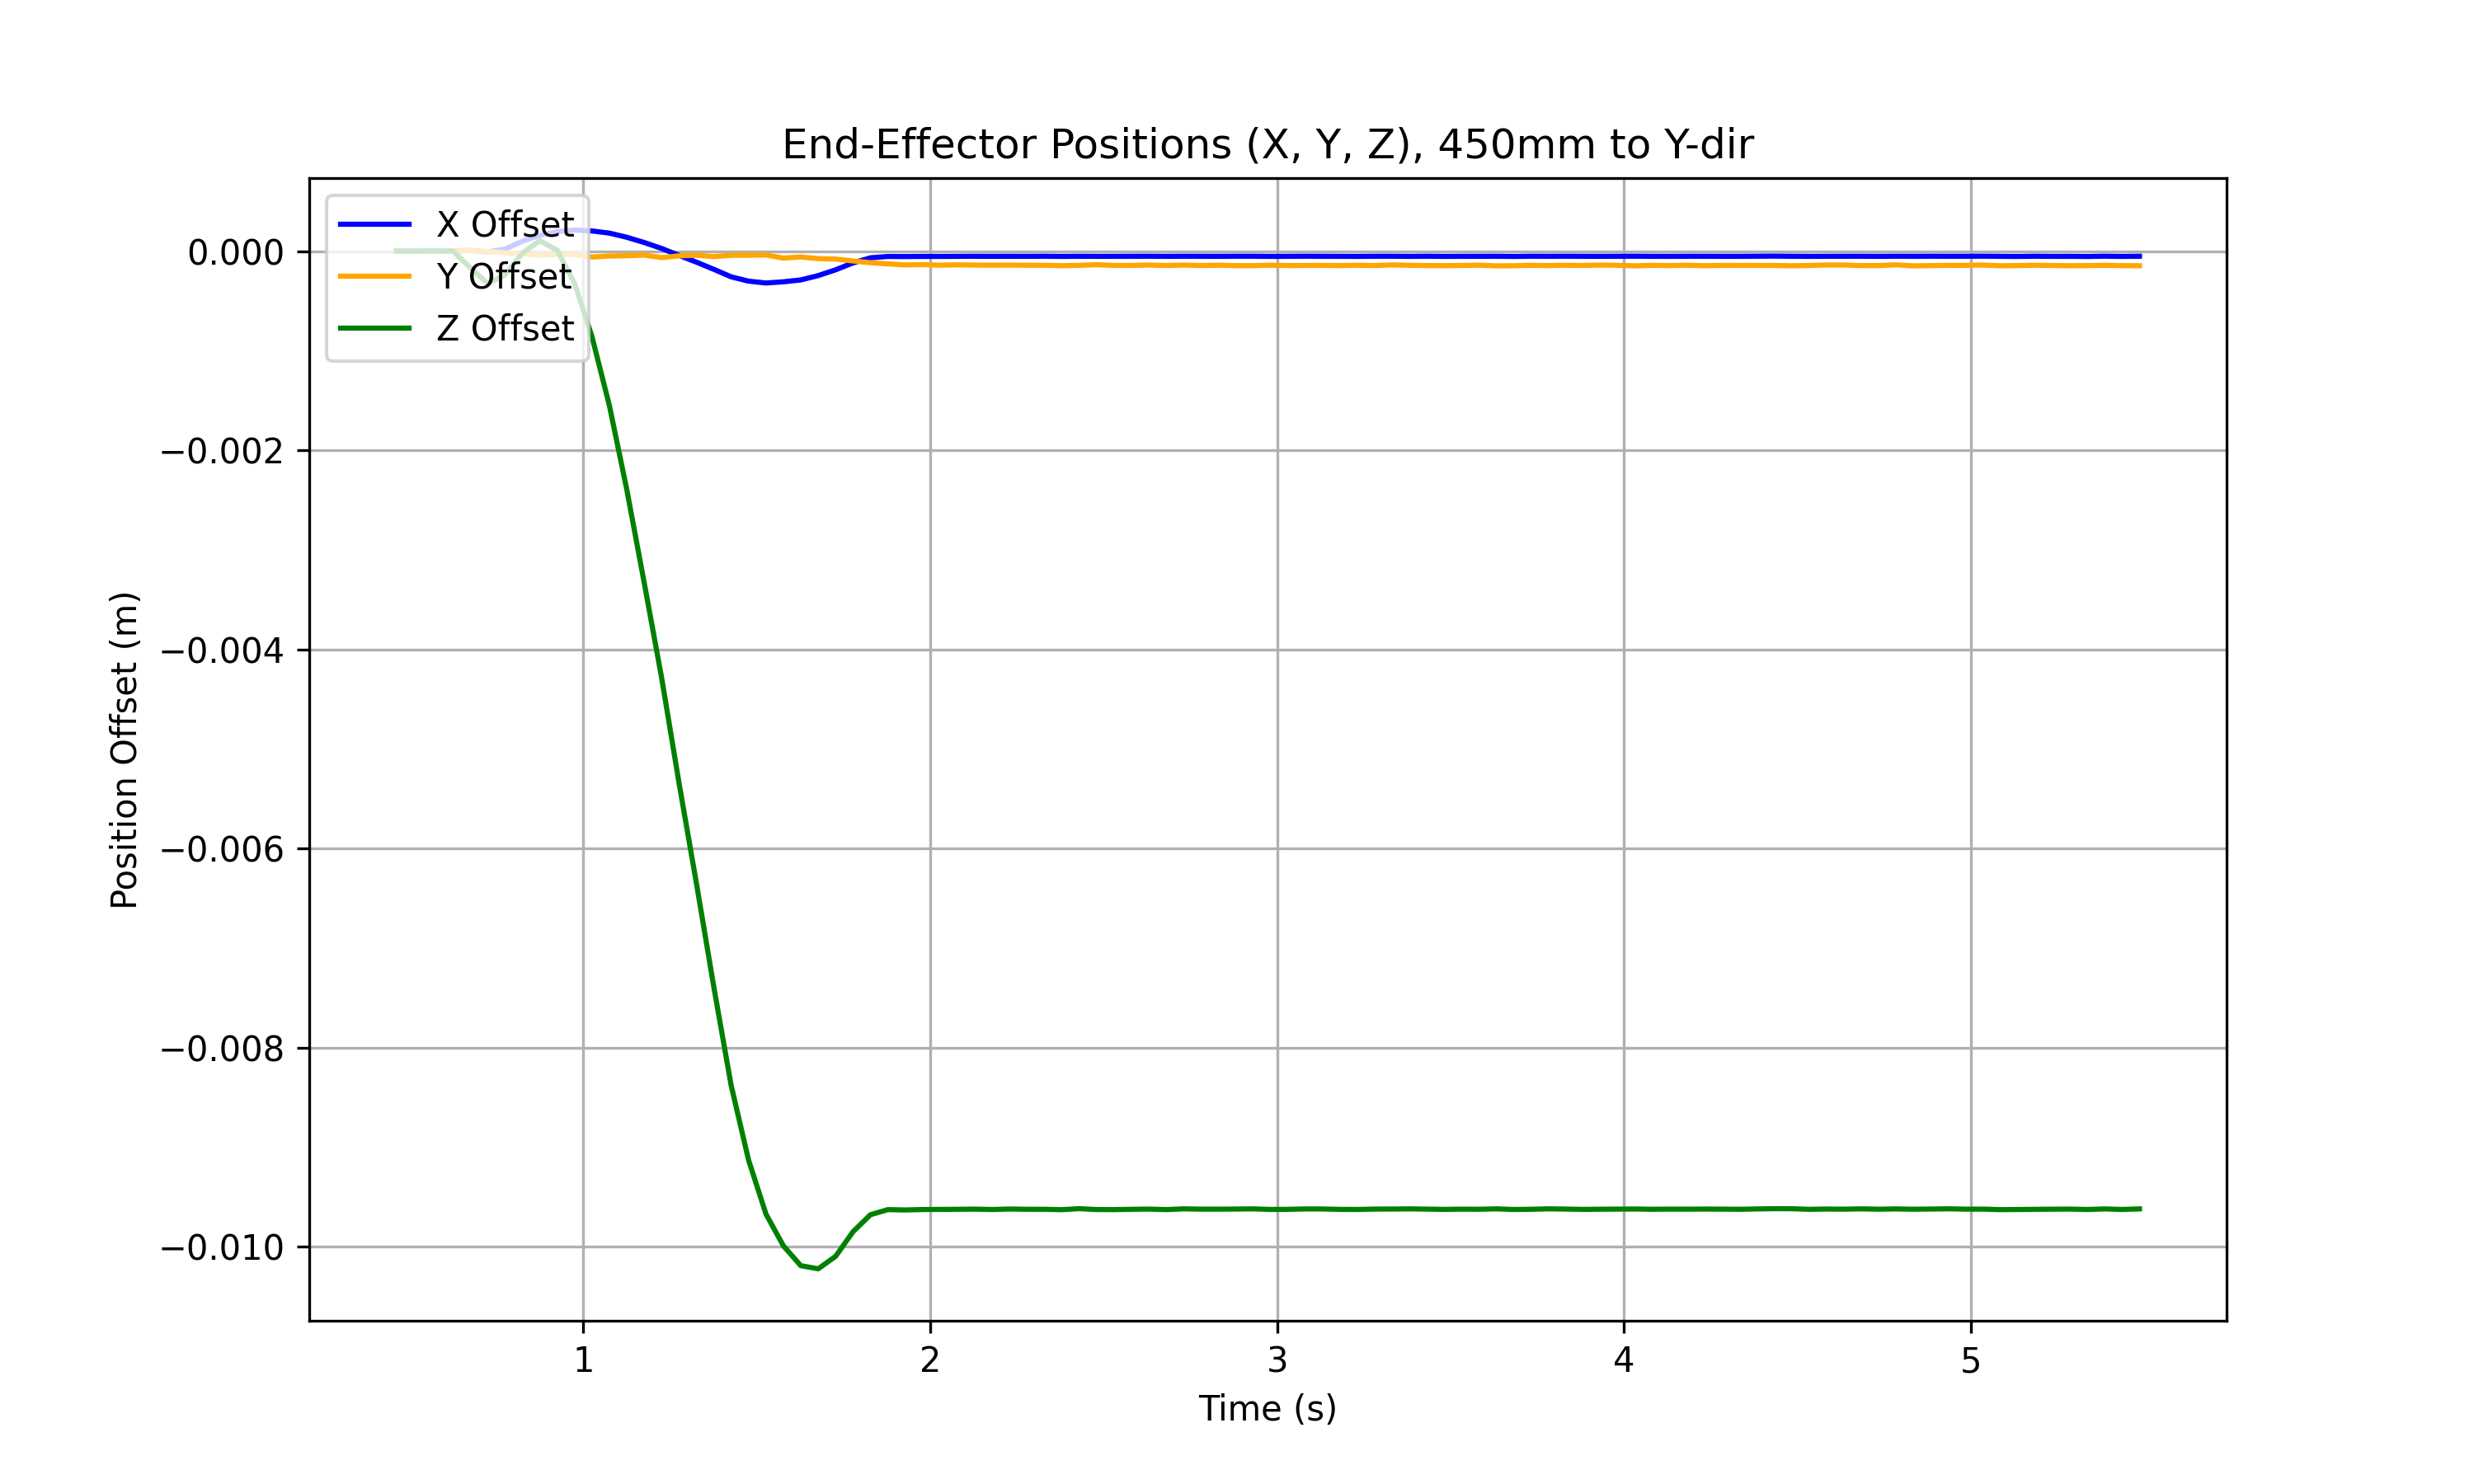 End-Effector Positions (X, Y, Z), 450mm to Y-dir
X Offset
Y Offset
Z Offset
0.000
−0.002
−0.004
−0.006
−0.008
−0.010
Position Offset (m)
1 2 3 4 5
Time (s)